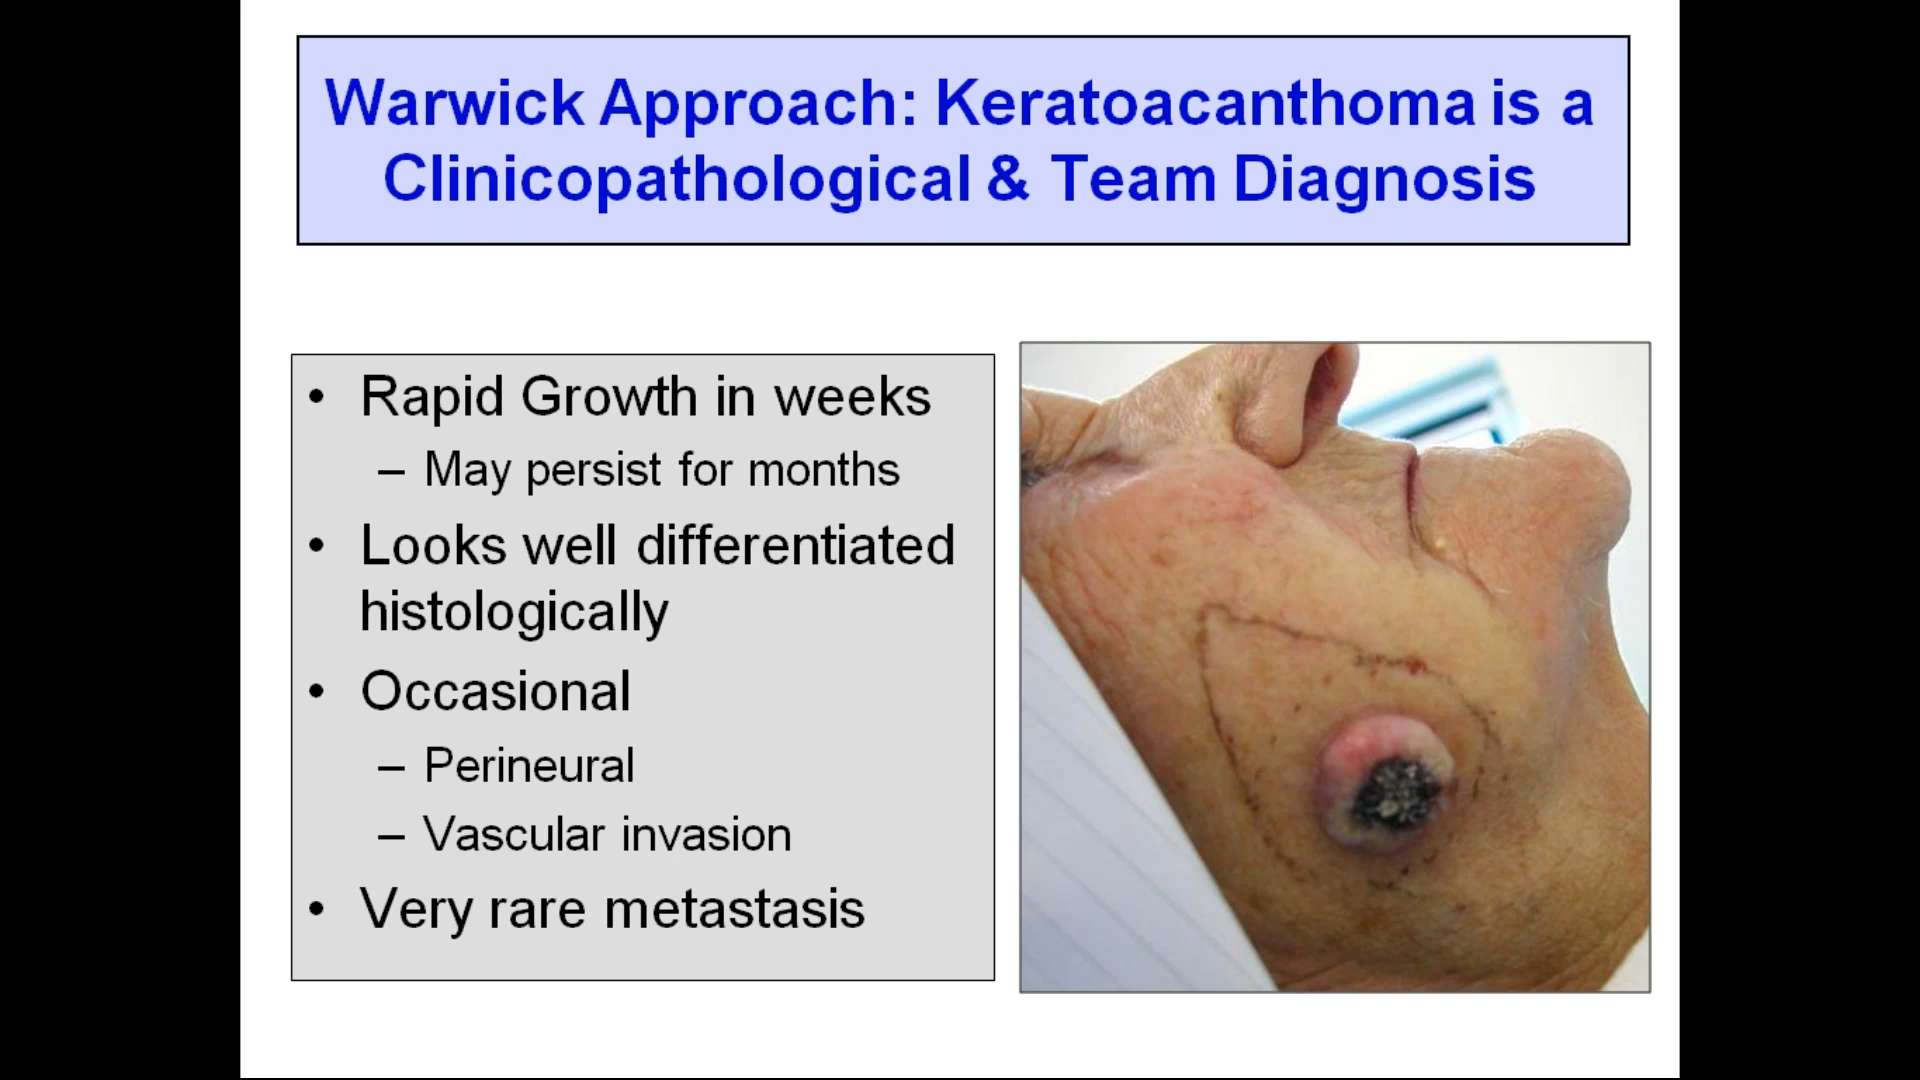 Warwick Approach: Keratoacanthoma is a
Clinicopathological & Team Diagnosis
• Rapid Growth in weeks
– May persist for months
• Looks well differentiated
histologically
• Occasional
– Perineural
– Vascular invasion
• Very rare metastasis